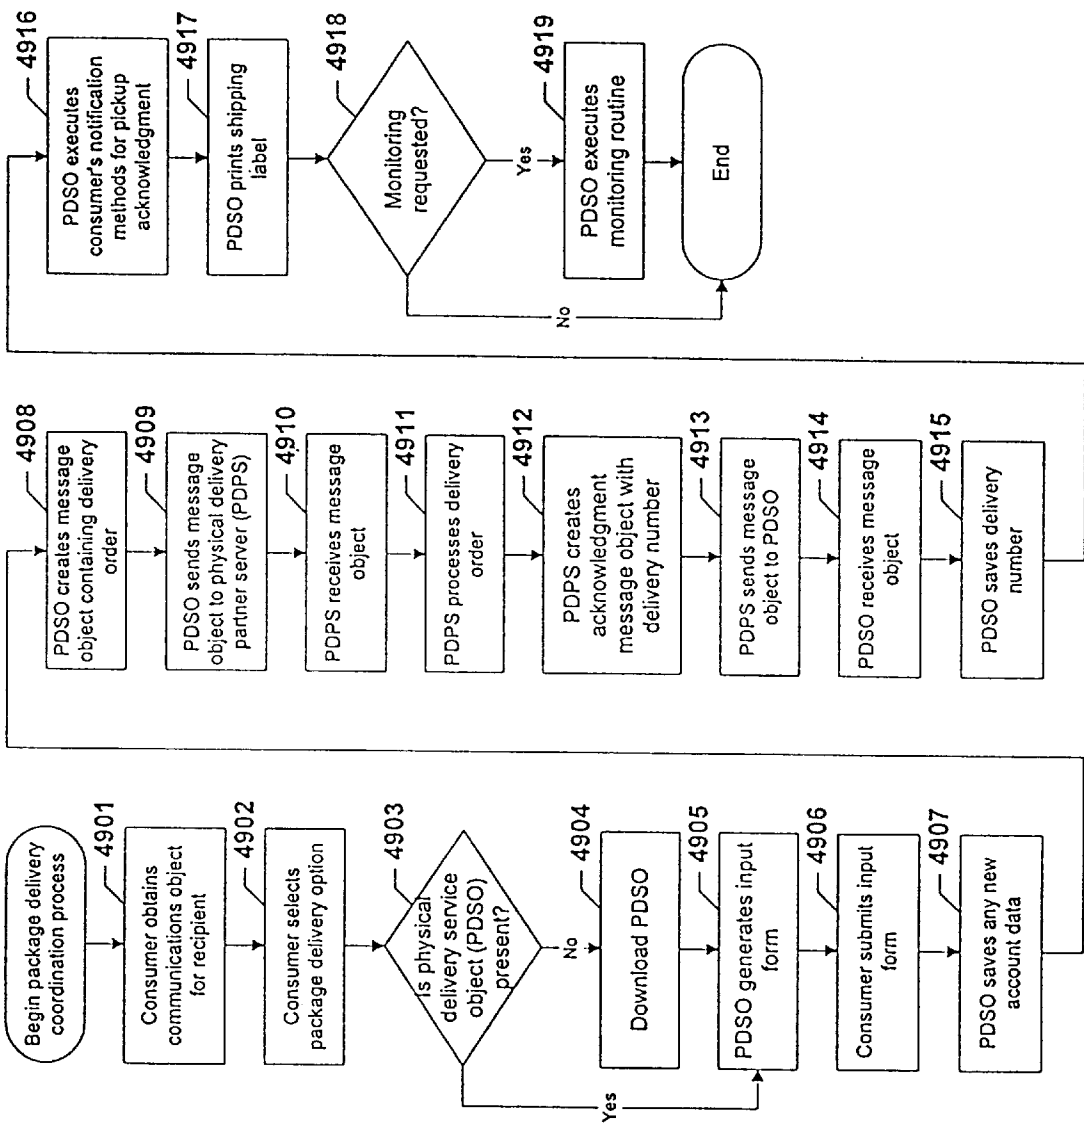 Begin package delivery
coordination process
4901
Consumer obtains
communications object
for recipient
4902
Consumer selects
package delivery option
4903
Is physical
delivery service
object (PDSO)
present?
Yes
No
4904
Download PDSO
4905
PDSO generates input
form
4906
Consumer submits input
form
4907
PDSO saves any new
account data
4908
PDSO creates message
object containing delivery
order
4909
PDSO sends message
object to physical delivery
partner server (PDPS)
4910
PDPS receives message
object
4911
PDPS processes delivery
order
4912
PDPS creates
acknowledgment
message object with
delivery number
4913
PDPS sends message
object to PDSO
4914
PDSO receives message
object
4915
PDSO saves delivery
number
4916
PDSO executes
consumer's notification
methods for pickup
acknowledgment
4917
PDSO prints shipping
label
4918
Monitoring
requested?
No
Yes
4919
PDSO executes
monitoring routine
End